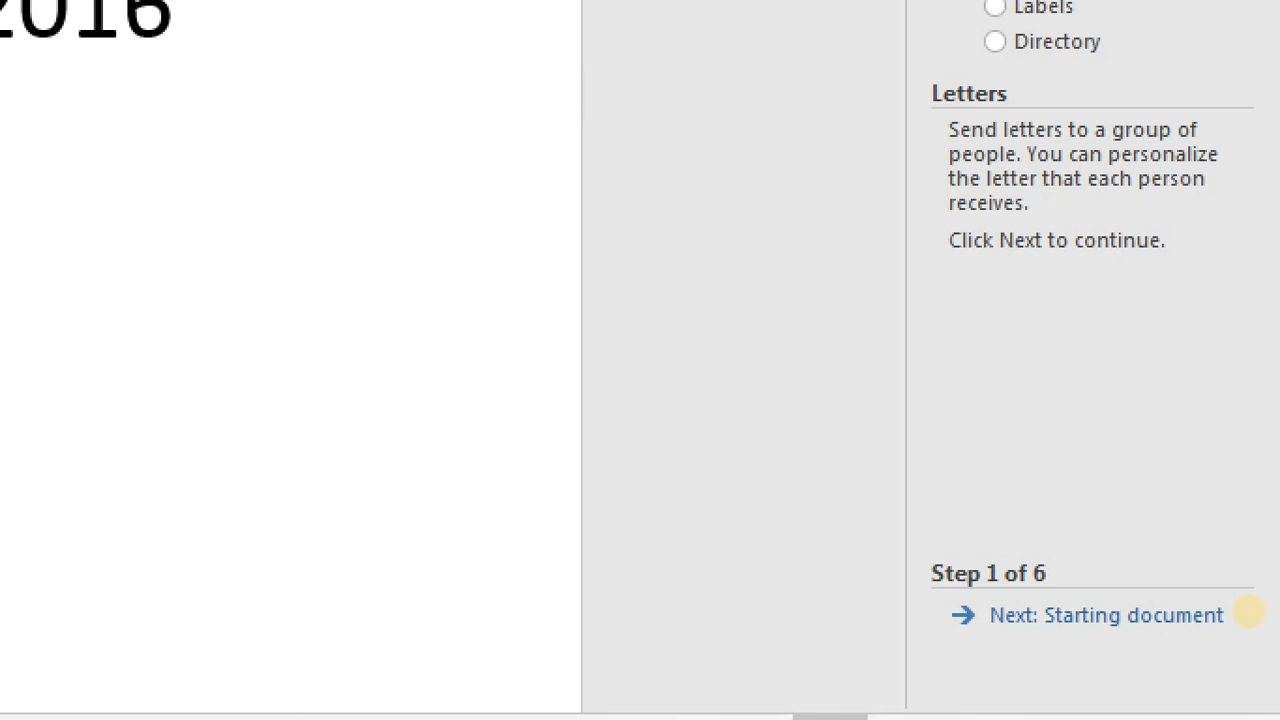 2016
Labels
Directory
Letters
Send letters to a group of
people. You can personalize
the letter that each person
receives.
Click Next to continue.
Step 1 of 6
Next: Starting document